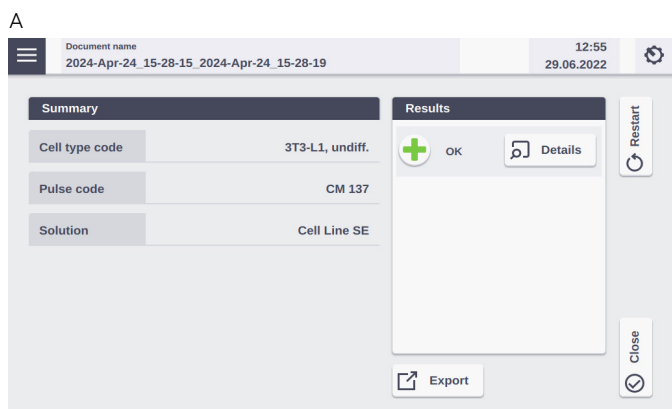 A
Document name
2024-Apr-24_15-28-15_2024-Apr-24_15-28-19
12:55
29.06.2022
Summary
Cell type code
3T3-L1, undiff.
Pulse code
CM 137
Solution
Cell Line SE
Results
OK
Details
Export
Restart
Close